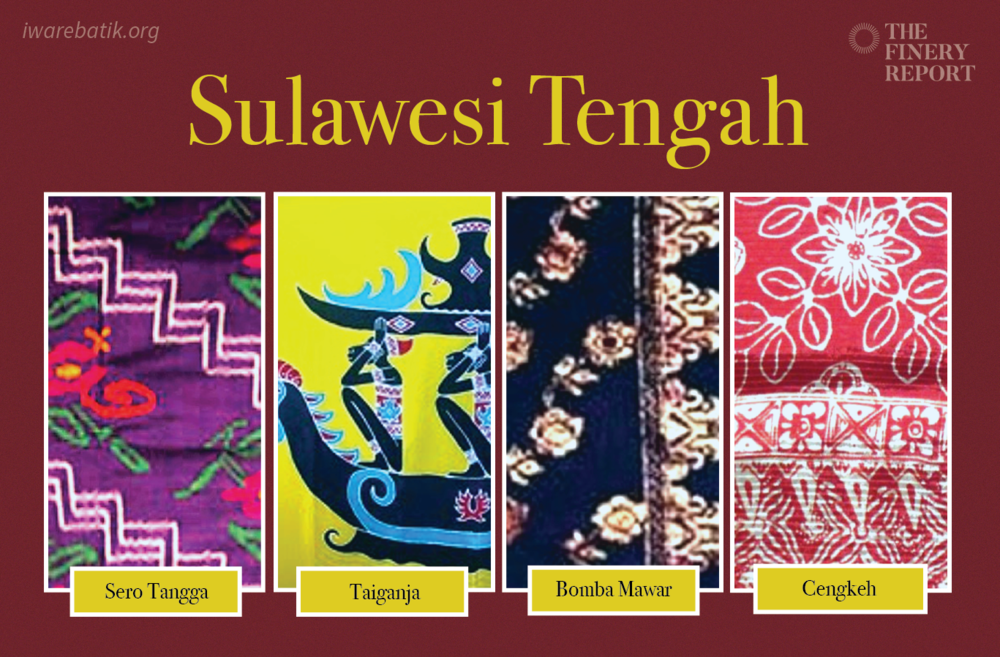 iwarebatik.org
THE
FINERY
REPORT
Sulawesi Tengah
Sero Tangga
Taiganja
Bomba Mawar
Cengkeh